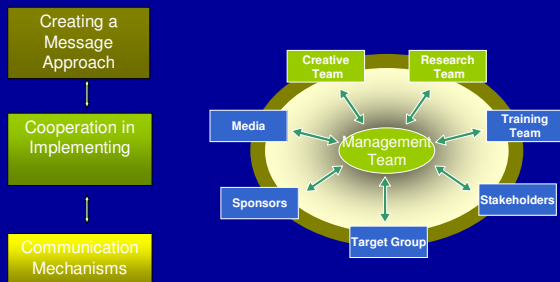 Creating a
Message
Approach
Cooperation in
Implementing
Communication
Mechanisms
Creative
Team
Research
Team
Media
Management
Team
Training
Team
Sponsors
Stakeholders
Target Group